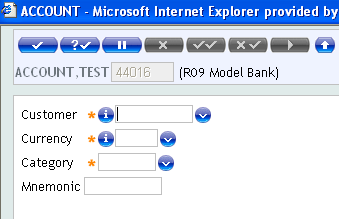 ACCOUNT - Microsoft Internet Explorer provided by
ACCOUNT,TEST 44016 (R09 Model Bank)
Customer
Currency
Category
Mnemonic